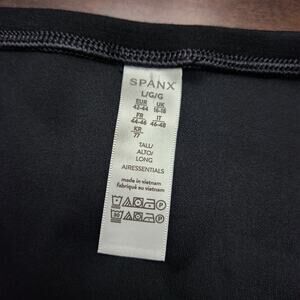 SPANX
L/G/G
EUR UK
42-44 16-18
FR IT
44-46 46-48
KR
77
TALL/
ALTO/
LONG
AIRESSENTIALS
made in vietnam
fabriqué au vietnam